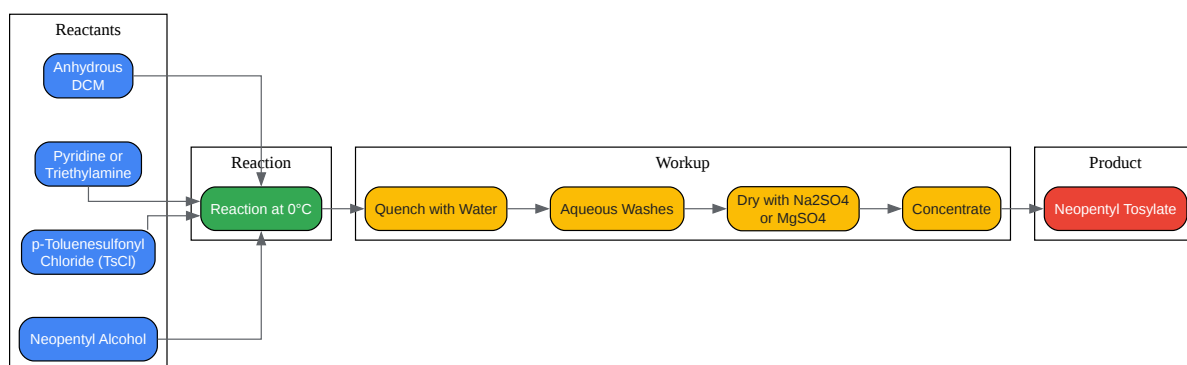 Reactants
Anhydrous
DCM
Pyridine or
Triethylamine
p-Toluenesulfonyl
Chloride (TsCl)
Neopentyl Alcohol
Reaction
Reaction at 0°C
Workup
Quench with Water
Aqueous Washes
Dry with Na2SO4
or MgSO4
Concentrate
Product
Neopentyl Tosylate